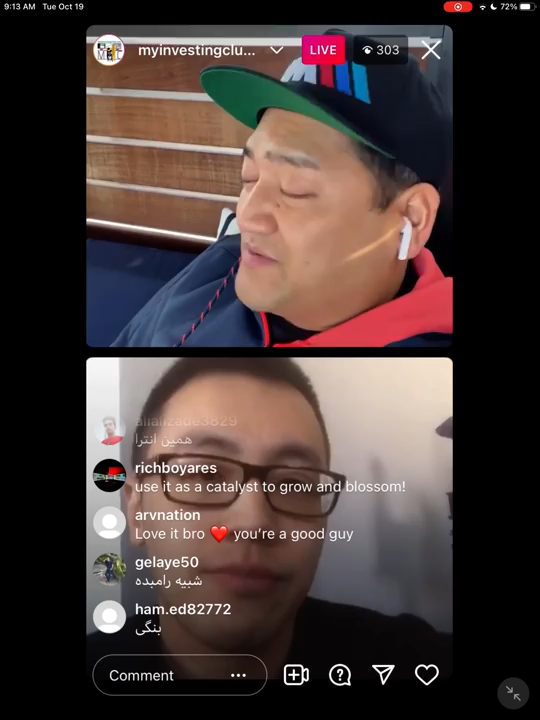 9:13 AM Tue Oct 19
72%
myinvestingclu...
LIVE
303
alializade3829
همین انترا
richboyares
use it as a catalyst to grow and blossom!
arvnation
Love it bro ❤️ you're a good guy
gelaye50
شبیه رامبده
ham.ed82772
بنگی
Comment